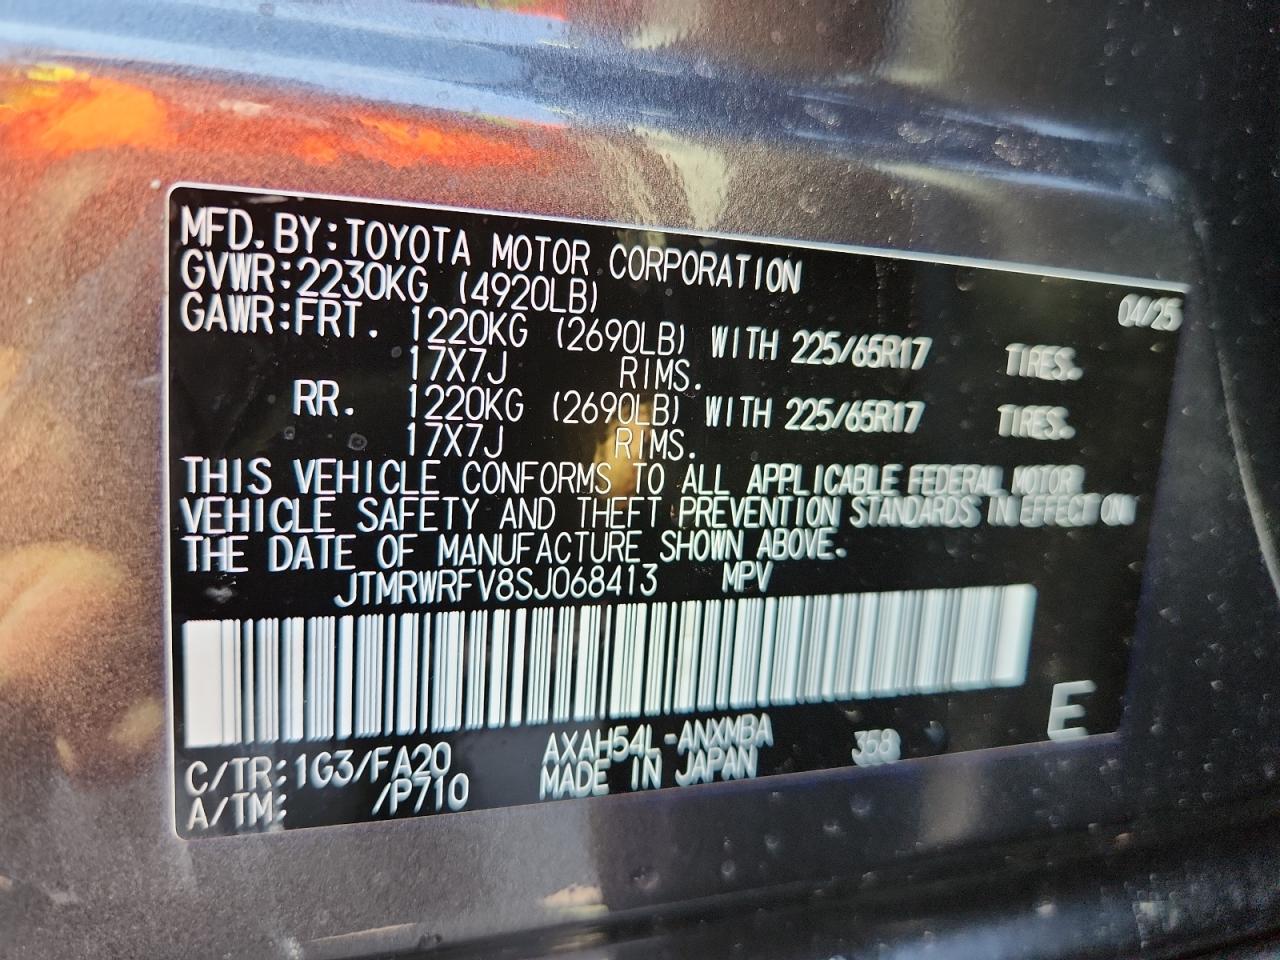 MFD. BY:TOYOTA MOTOR CORPORATION 04/25
GVWR:2230KG (4920LB)
GAWR:FRT. 1220KG (2690LB) WITH 225/65R17 TIRES.
17X7J RIMS.
RR. 1220KG (2690LB) WITH 225/65R17 TIRES.
17X7J RIMS.
THIS VEHICLE CONFORMS TO ALL APPLICABLE FEDERAL MOTOR
VEHICLE SAFETY AND THEFT PREVENTION STANDARDS IN EFFECT ON
THE DATE OF MANUFACTURE SHOWN ABOVE.
JTMRWRFV8SJ068413 MPV
E
C/TR:1G3/FA20 AXAH54L-ANXMBA 358
A/TM: /P710 MADE IN JAPAN